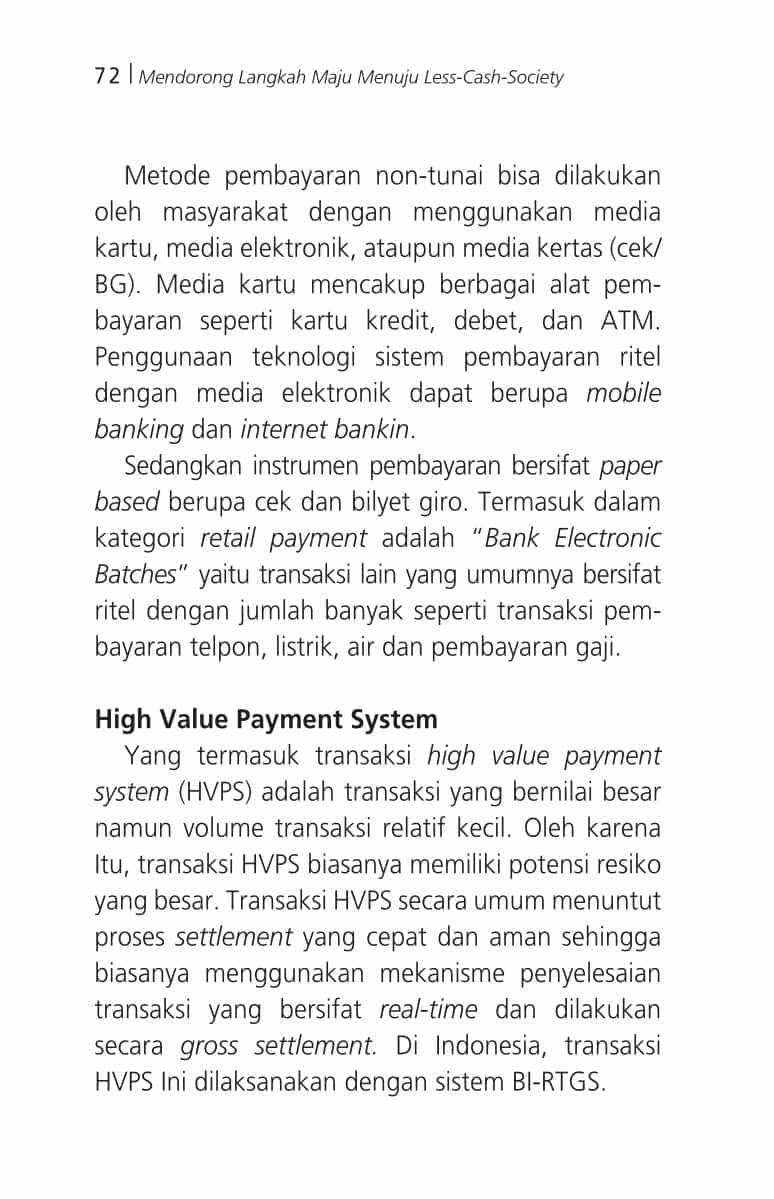 72 | Mendorong Langkah Maju Menuju Less-Cash-Society
Metode pembayaran non-tunai bisa dilakukan
oleh masyarakat dengan menggunakan media
kartu, media elektronik, ataupun media kertas (cek/
BG). Media kartu mencakup berbagai alat pem-
bayaran seperti kartu kredit, debet, dan ATM.
Penggunaan teknologi sistem pembayaran ritel
dengan media elektronik dapat berupa mobile
banking dan internet bankin.
Sedangkan instrumen pembayaran bersifat paper
based berupa cek dan bilyet giro. Termasuk dalam
kategori retail payment adalah “Bank Electronic
Batches” yaitu transaksi lain yang umumnya bersifat
ritel dengan jumlah banyak seperti transaksi pem-
bayaran telpon, listrik, air dan pembayaran gaji.
High Value Payment System
Yang termasuk transaksi high value payment
system (HVPS) adalah transaksi yang bernilai besar
namun volume transaksi relatif kecil. Oleh karena
Itu, transaksi HVPS biasanya memiliki potensi resiko
yang besar. Transaksi HVPS secara umum menuntut
proses settlement yang cepat dan aman sehingga
biasanya menggunakan mekanisme penyelesaian
transaksi yang bersifat real-time dan dilakukan
secara gross settlement. Di Indonesia, transaksi
HVPS Ini dilaksanakan dengan sistem BI-RTGS.